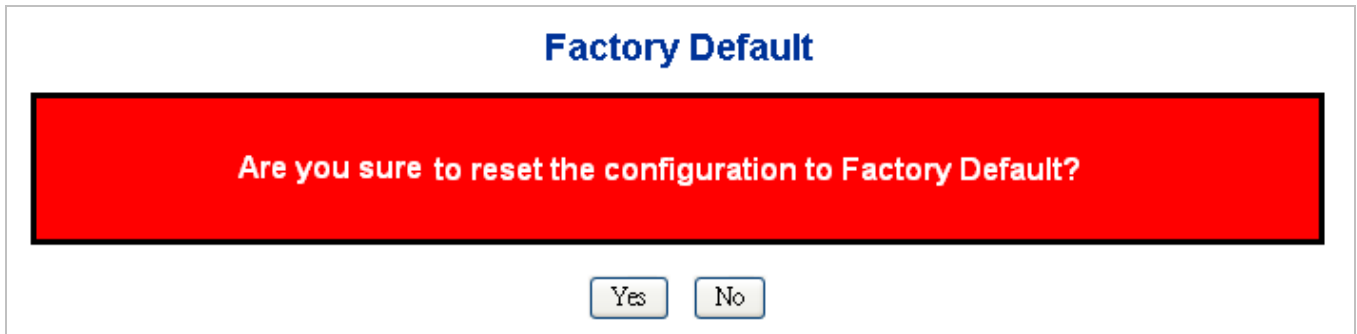 Factory Default
Are you sure to reset the configuration to Factory Default?
Yes No